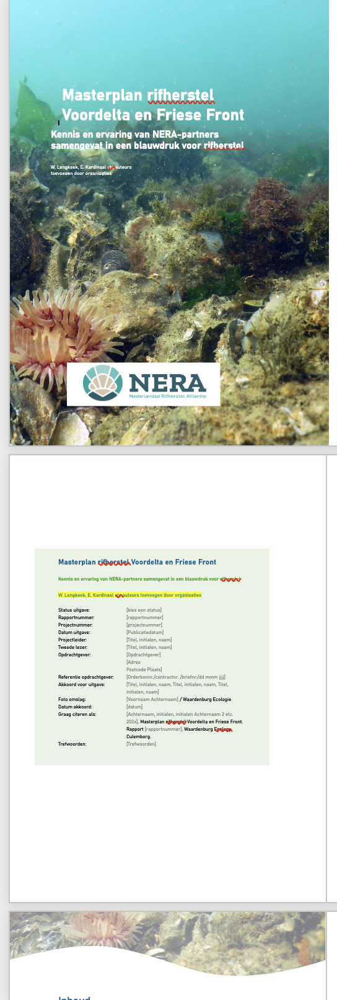 Masterplan rifherstel
Voordelta en Friese Front
Kennis en ervaring van NERA-partners
samengevat in een blauwdruk voor rifherstel
W. Lengkeek, E. Kardinaal etc auteurs
toevoegen door organisaties
NERA
Nederlandse Rifherstel Alliantie
Masterplan rifherstel Voordelta en Friese Front
Kennis en ervaring van NERA-partners samengevat in een blauwdruk voor rifherstel
W. Lengkeek, E. Kardinaal etc auteurs toevoegen door organisaties
Status uitgave: [kies een status]
Rapportnummer: [rapportnummer]
Projectnummer: [projectnummer]
Datum uitgave: [Publicatiedatum]
Projectleider: [Titel, initialen, naam]
Tweede lezer: [Titel, initialen, naam]
Opdrachtgever: [Opdrachtgever]
[Adres
Postcode Plaats]
Referentie opdrachtgever: [Orderbonnr./contractnr. /briefnr./dd mmm jjjj]
Akkoord voor uitgave: [Titel, initialen, naam, Titel, initialen, naam, Titel,
initialen, naam]
Foto omslag: [Voornaam Achternaam] / Waardenburg Ecologie
Datum akkoord: [datum]
Graag citeren als: [Achternaam, initialen, initialen Achternaam 2 etc.
202x]. Masterplan rifherstel Voordelta en Friese Front.
Rapport [rapportnummer]. Waardenburg Ecology,
Culemborg.
Trefwoorden: [Trefwoorden]
Inhoud